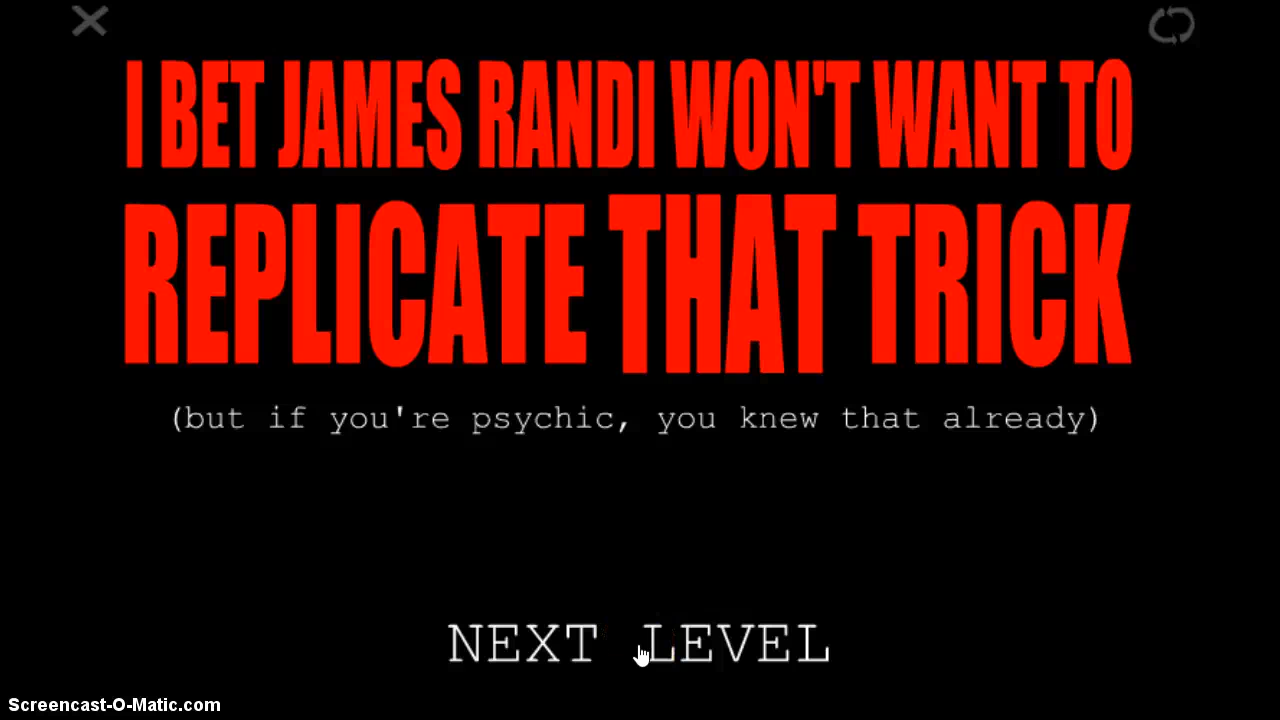 I BET JAMES RANDI WON'T WANT TO
REPLICATE THAT TRICK
(but if you're psychic, you knew that already)
NEXT LEVEL
Screencast-O-Matic.com